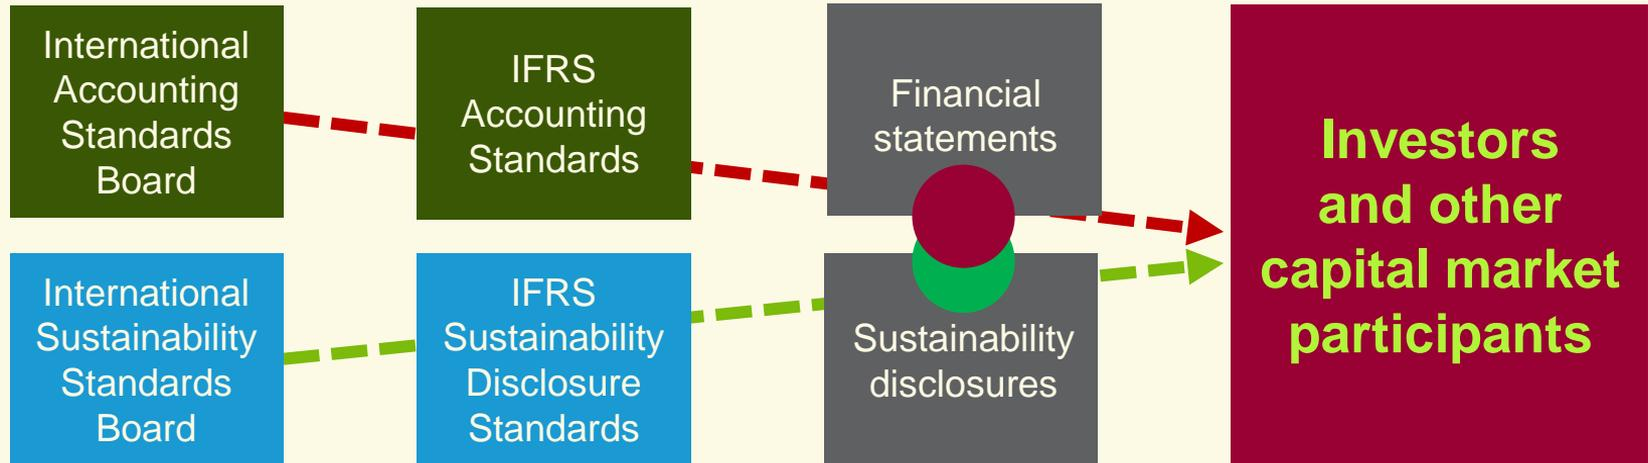 International
Accounting
Standards
Board
IFRS
Accounting
Standards
Financial
statements
Investors
and other
capital market
participants
International
Sustainability
Standards
Board
IFRS
Sustainability
Disclosure
Standards
Sustainability
disclosures